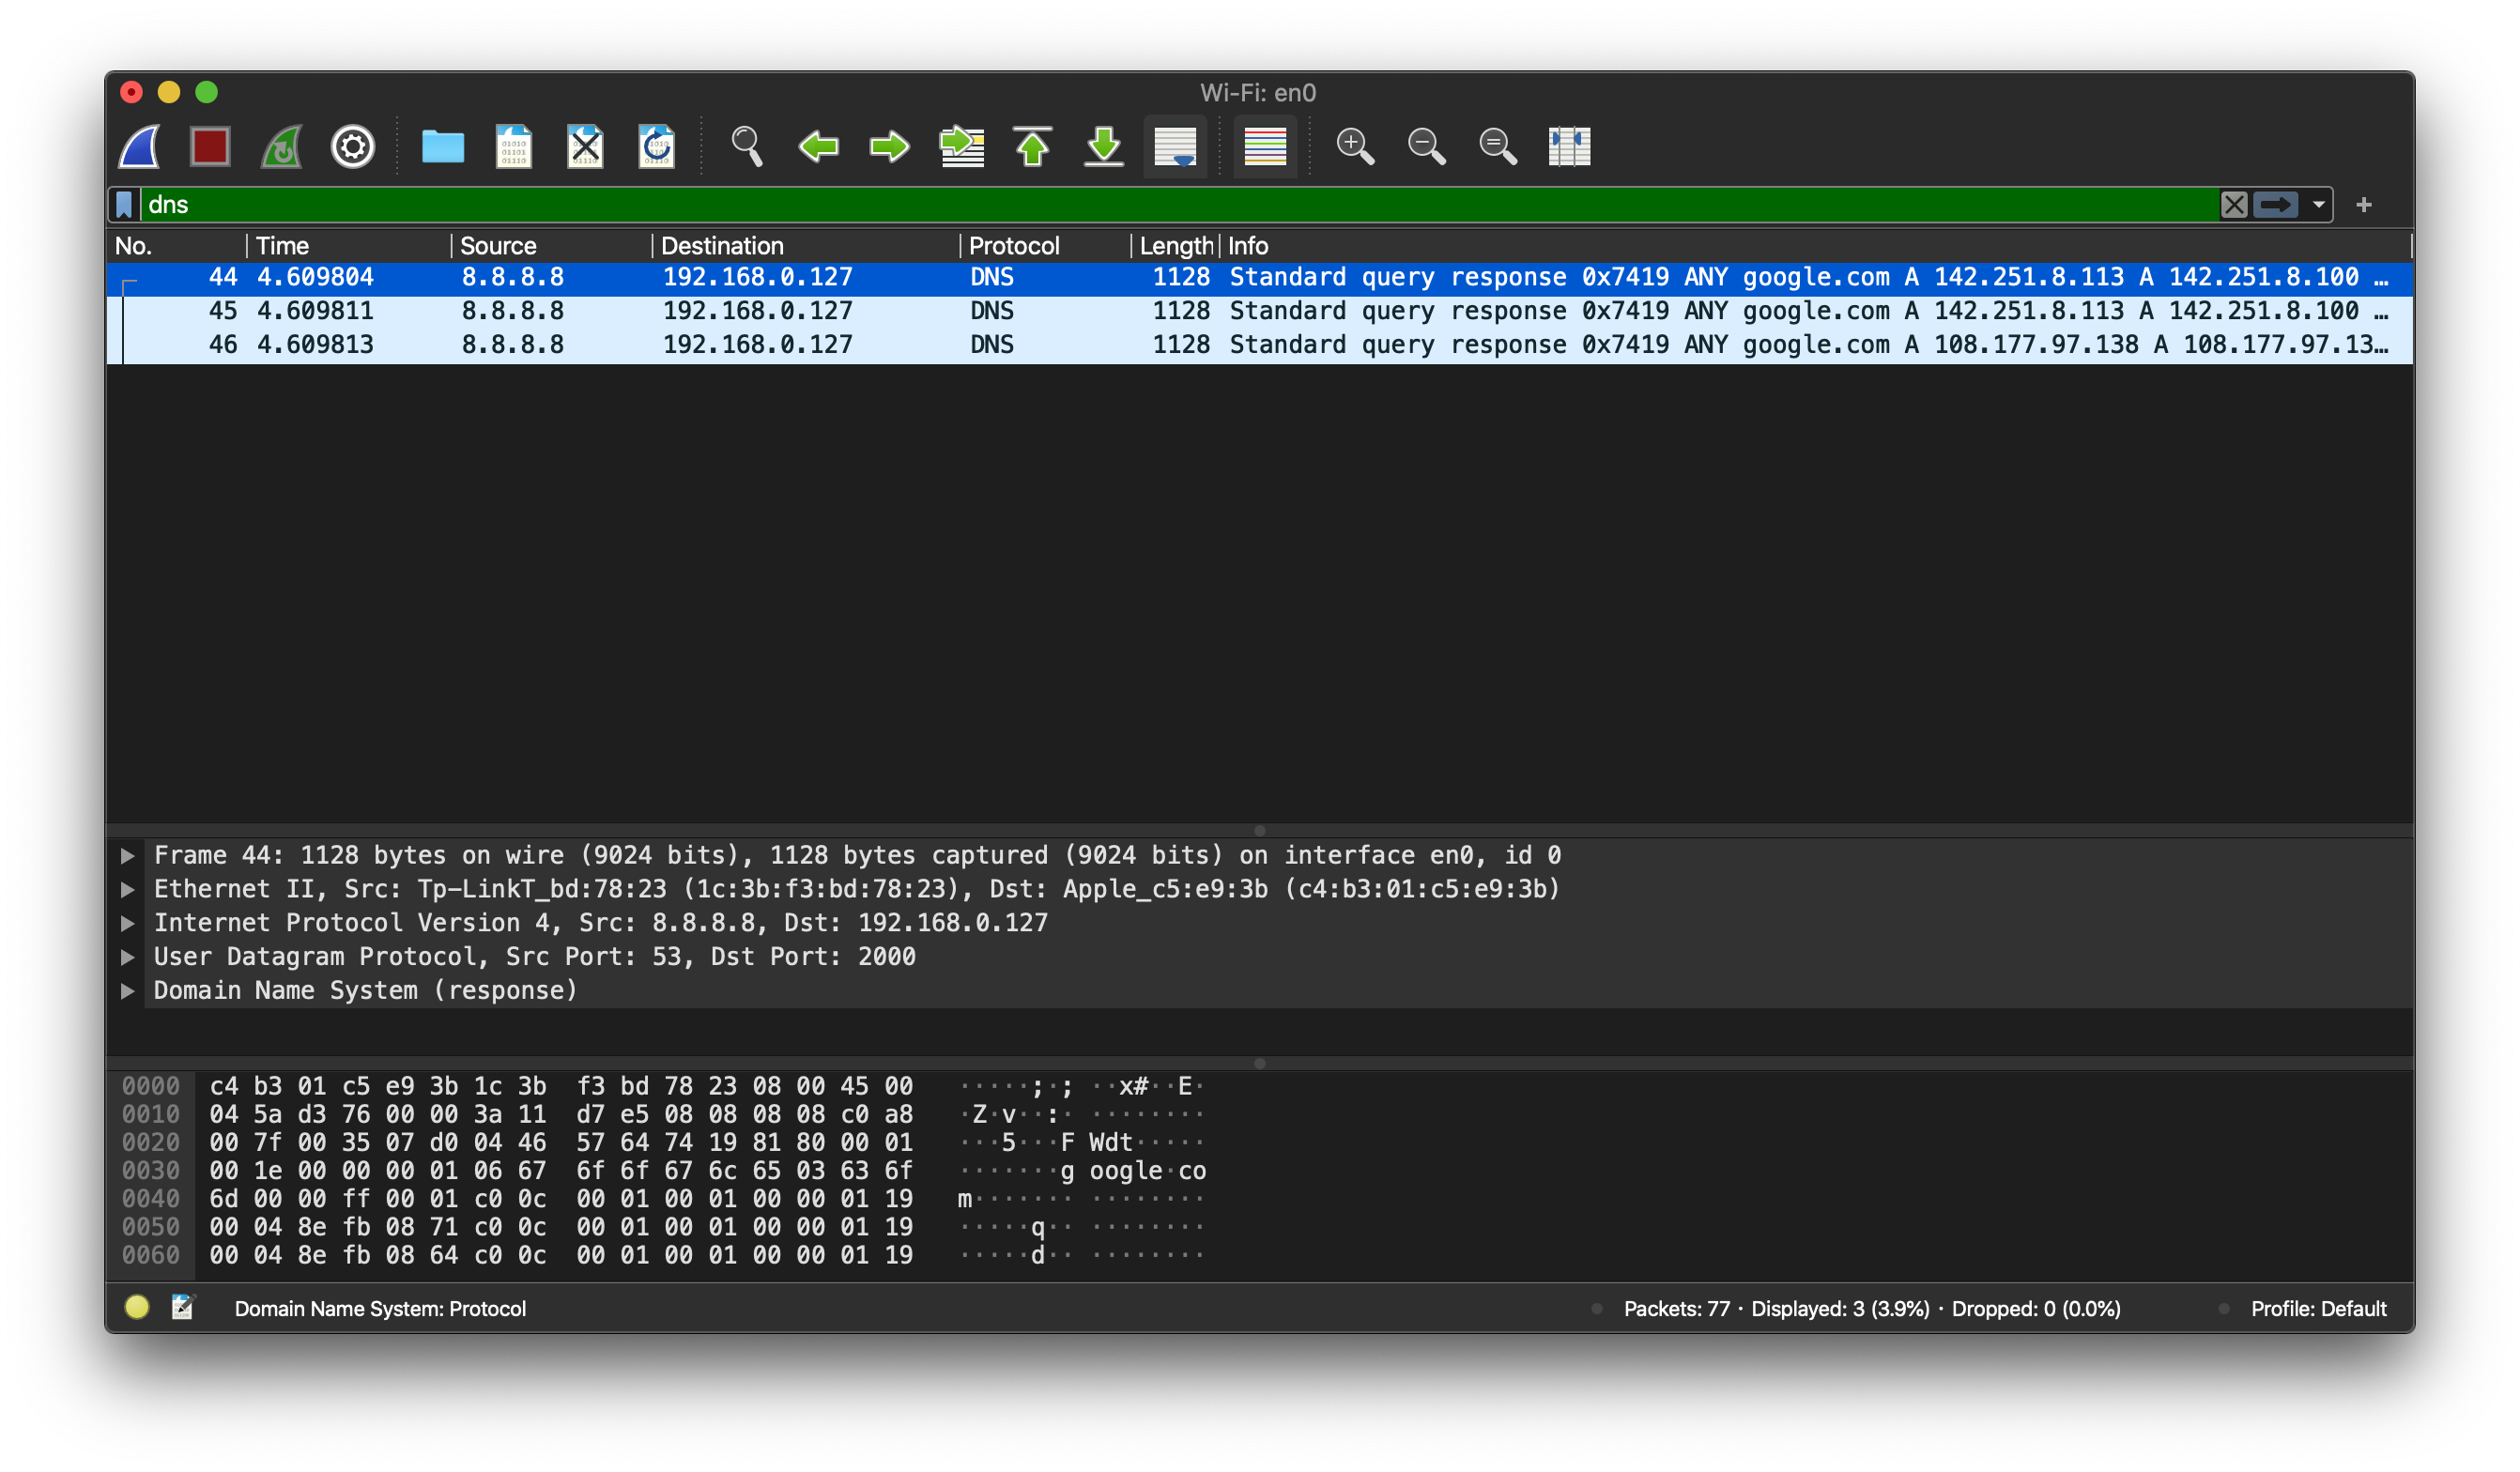 Wi-Fi: en0
dns
No. Time Source Destination Protocol Length Info
44 4.609804 8.8.8.8 192.168.0.127 DNS 1128 Standard query response 0x7419 ANY google.com A 142.251.8.113 A 142.251.8.100 …
45 4.609811 8.8.8.8 192.168.0.127 DNS 1128 Standard query response 0x7419 ANY google.com A 142.251.8.113 A 142.251.8.100 …
46 4.609813 8.8.8.8 192.168.0.127 DNS 1128 Standard query response 0x7419 ANY google.com A 108.177.97.138 A 108.177.97.13…
Frame 44: 1128 bytes on wire (9024 bits), 1128 bytes captured (9024 bits) on interface en0, id 0
Ethernet II, Src: Tp-LinkT_bd:78:23 (1c:3b:f3:bd:78:23), Dst: Apple_c5:e9:3b (c4:b3:01:c5:e9:3b)
Internet Protocol Version 4, Src: 8.8.8.8, Dst: 192.168.0.127
User Datagram Protocol, Src Port: 53, Dst Port: 2000
Domain Name System (response)
0000 c4 b3 01 c5 e9 3b 1c 3b f3 bd 78 23 08 00 45 00 ·····;·; ··x#··E·
0010 04 5a d3 76 00 00 3a 11 d7 e5 08 08 08 08 c0 a8 ·Z·v··:· ········
0020 00 7f 00 35 07 d0 04 46 57 64 74 19 81 80 00 01 ···5···F Wdt·····
0030 00 1e 00 00 00 01 06 67 6f 6f 67 6c 65 03 63 6f ·······g oogle·co
0040 6d 00 00 ff 00 01 c0 0c 00 01 00 01 00 00 01 19 m······· ········
0050 00 04 8e fb 08 71 c0 0c 00 01 00 01 00 00 01 19 ·····q·· ········
0060 00 04 8e fb 08 64 c0 0c 00 01 00 01 00 00 01 19 ·····d·· ········
Domain Name System: Protocol Packets: 77 · Displayed: 3 (3.9%) · Dropped: 0 (0.0%) Profile: Default